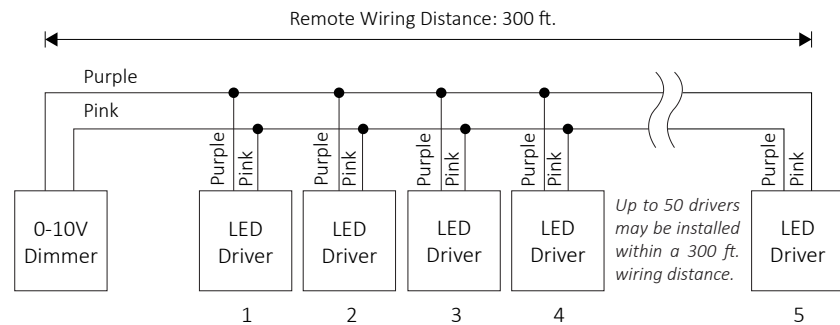 Remote Wiring Distance: 300 ft.
Purple
Pink
Purple
Pink
Purple
Pink
Purple
Pink
Purple
Pink
Purple
Pink
0-10V
Dimmer
LED
Driver
LED
Driver
LED
Driver
LED
Driver
Up to 50 drivers
may be installed
within a 300 ft.
wiring distance.
LED
Driver
1
2
3
4
5